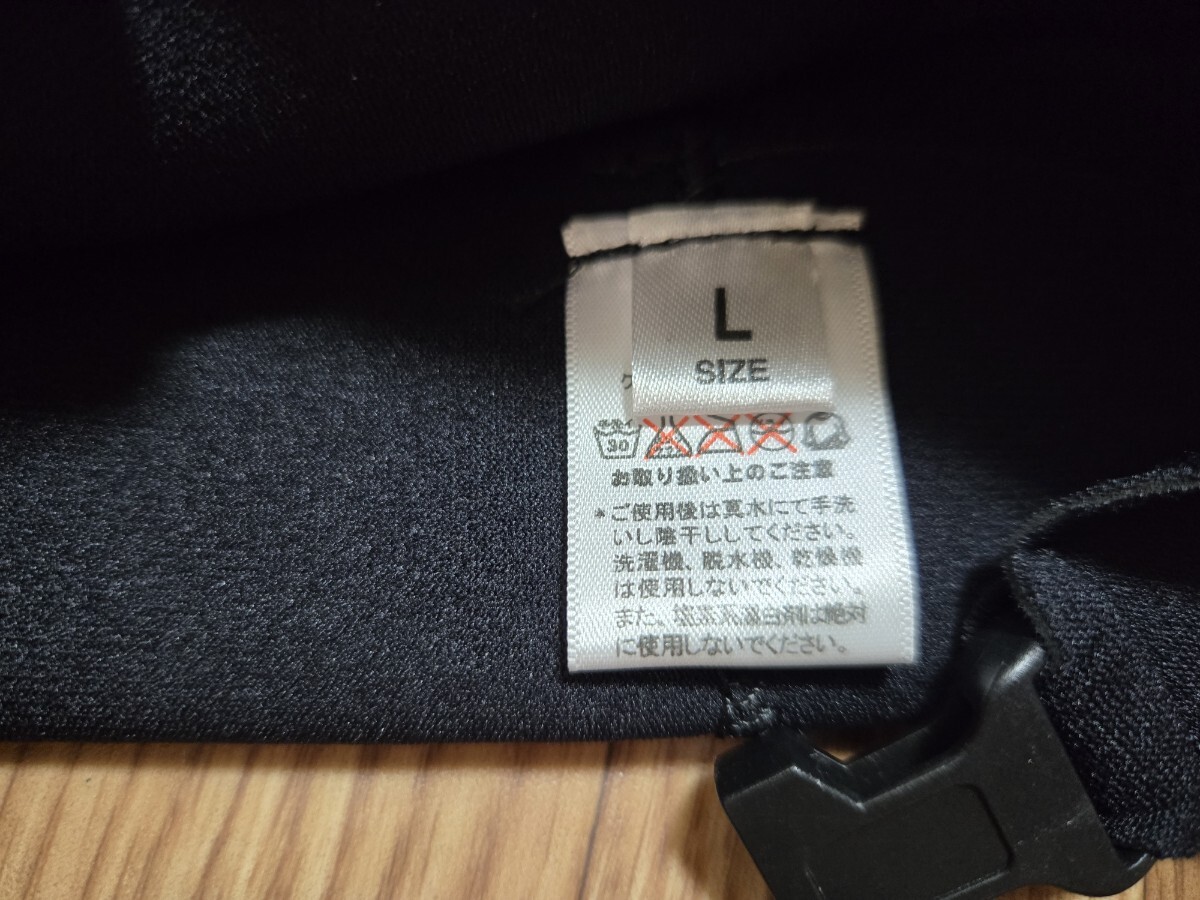 L
SIZE
30
お取り扱い上のご注意
*ご使用後は真水にて手洗
いし陰干ししてください。
洗濯機、脱水機、乾燥機
は使用しないでください。
また、塩素系漂白剤は絶対
に使用しないでください。